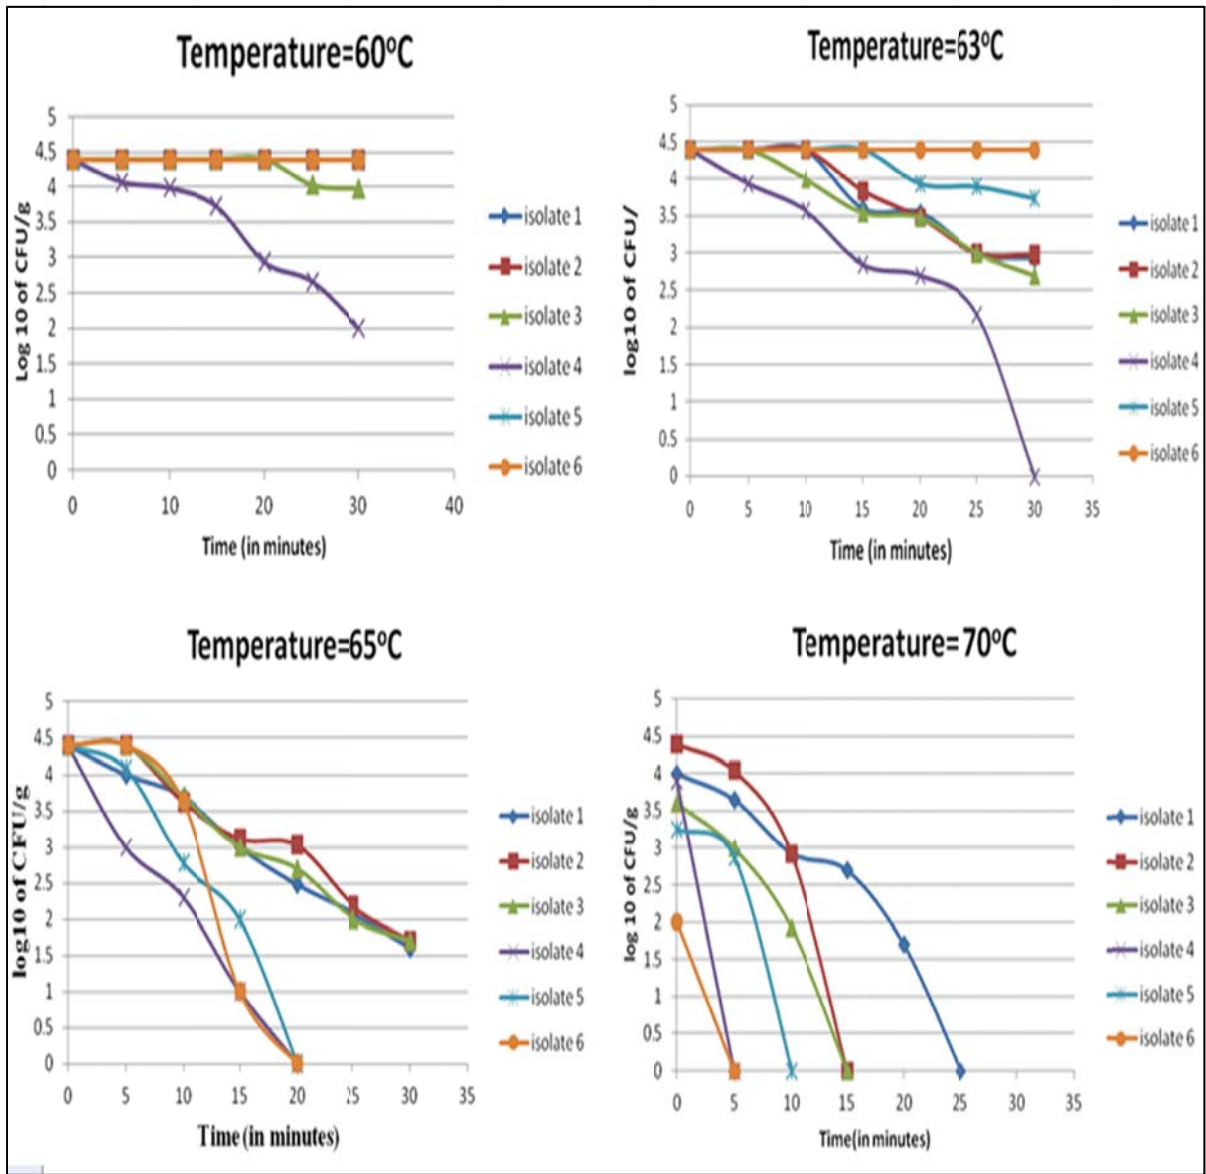 Temperature=60°C
5
4.5
4
3.5
3
2.5
2
1.5
1
0.5
0
Log 10 of CFU/g
0 10 20 30 40
Time (in minutes)
isolate 1
isolate 2
isolate 3
isolate 4
isolate 5
isolate 6
Temperature=63°C
5
4.5
4
3.5
3
2.5
2
1.5
1
0.5
0
log10 of CFU/
0 5 10 15 20 25 30 35
Time (in minutes)
isolate 1
isolate 2
isolate 3
isolate 4
isolate 5
isolate 6
Temperature=65°C
5
4.5
4
3.5
3
2.5
2
1.5
1
0.5
0
log10 of CFU/g
0 5 10 15 20 25 30 35
Time (in minutes)
isolate 1
isolate 2
isolate 3
isolate 4
isolate 5
isolate 6
Temperature=70°C
5
4.5
4
3.5
3
2.5
2
1.5
1
0.5
0
log 10 of CFU/g
0 5 10 15 20 25 30 35
Time(in minutes)
isolate 1
isolate 2
isolate 3
isolate 4
isolate 5
isolate 6